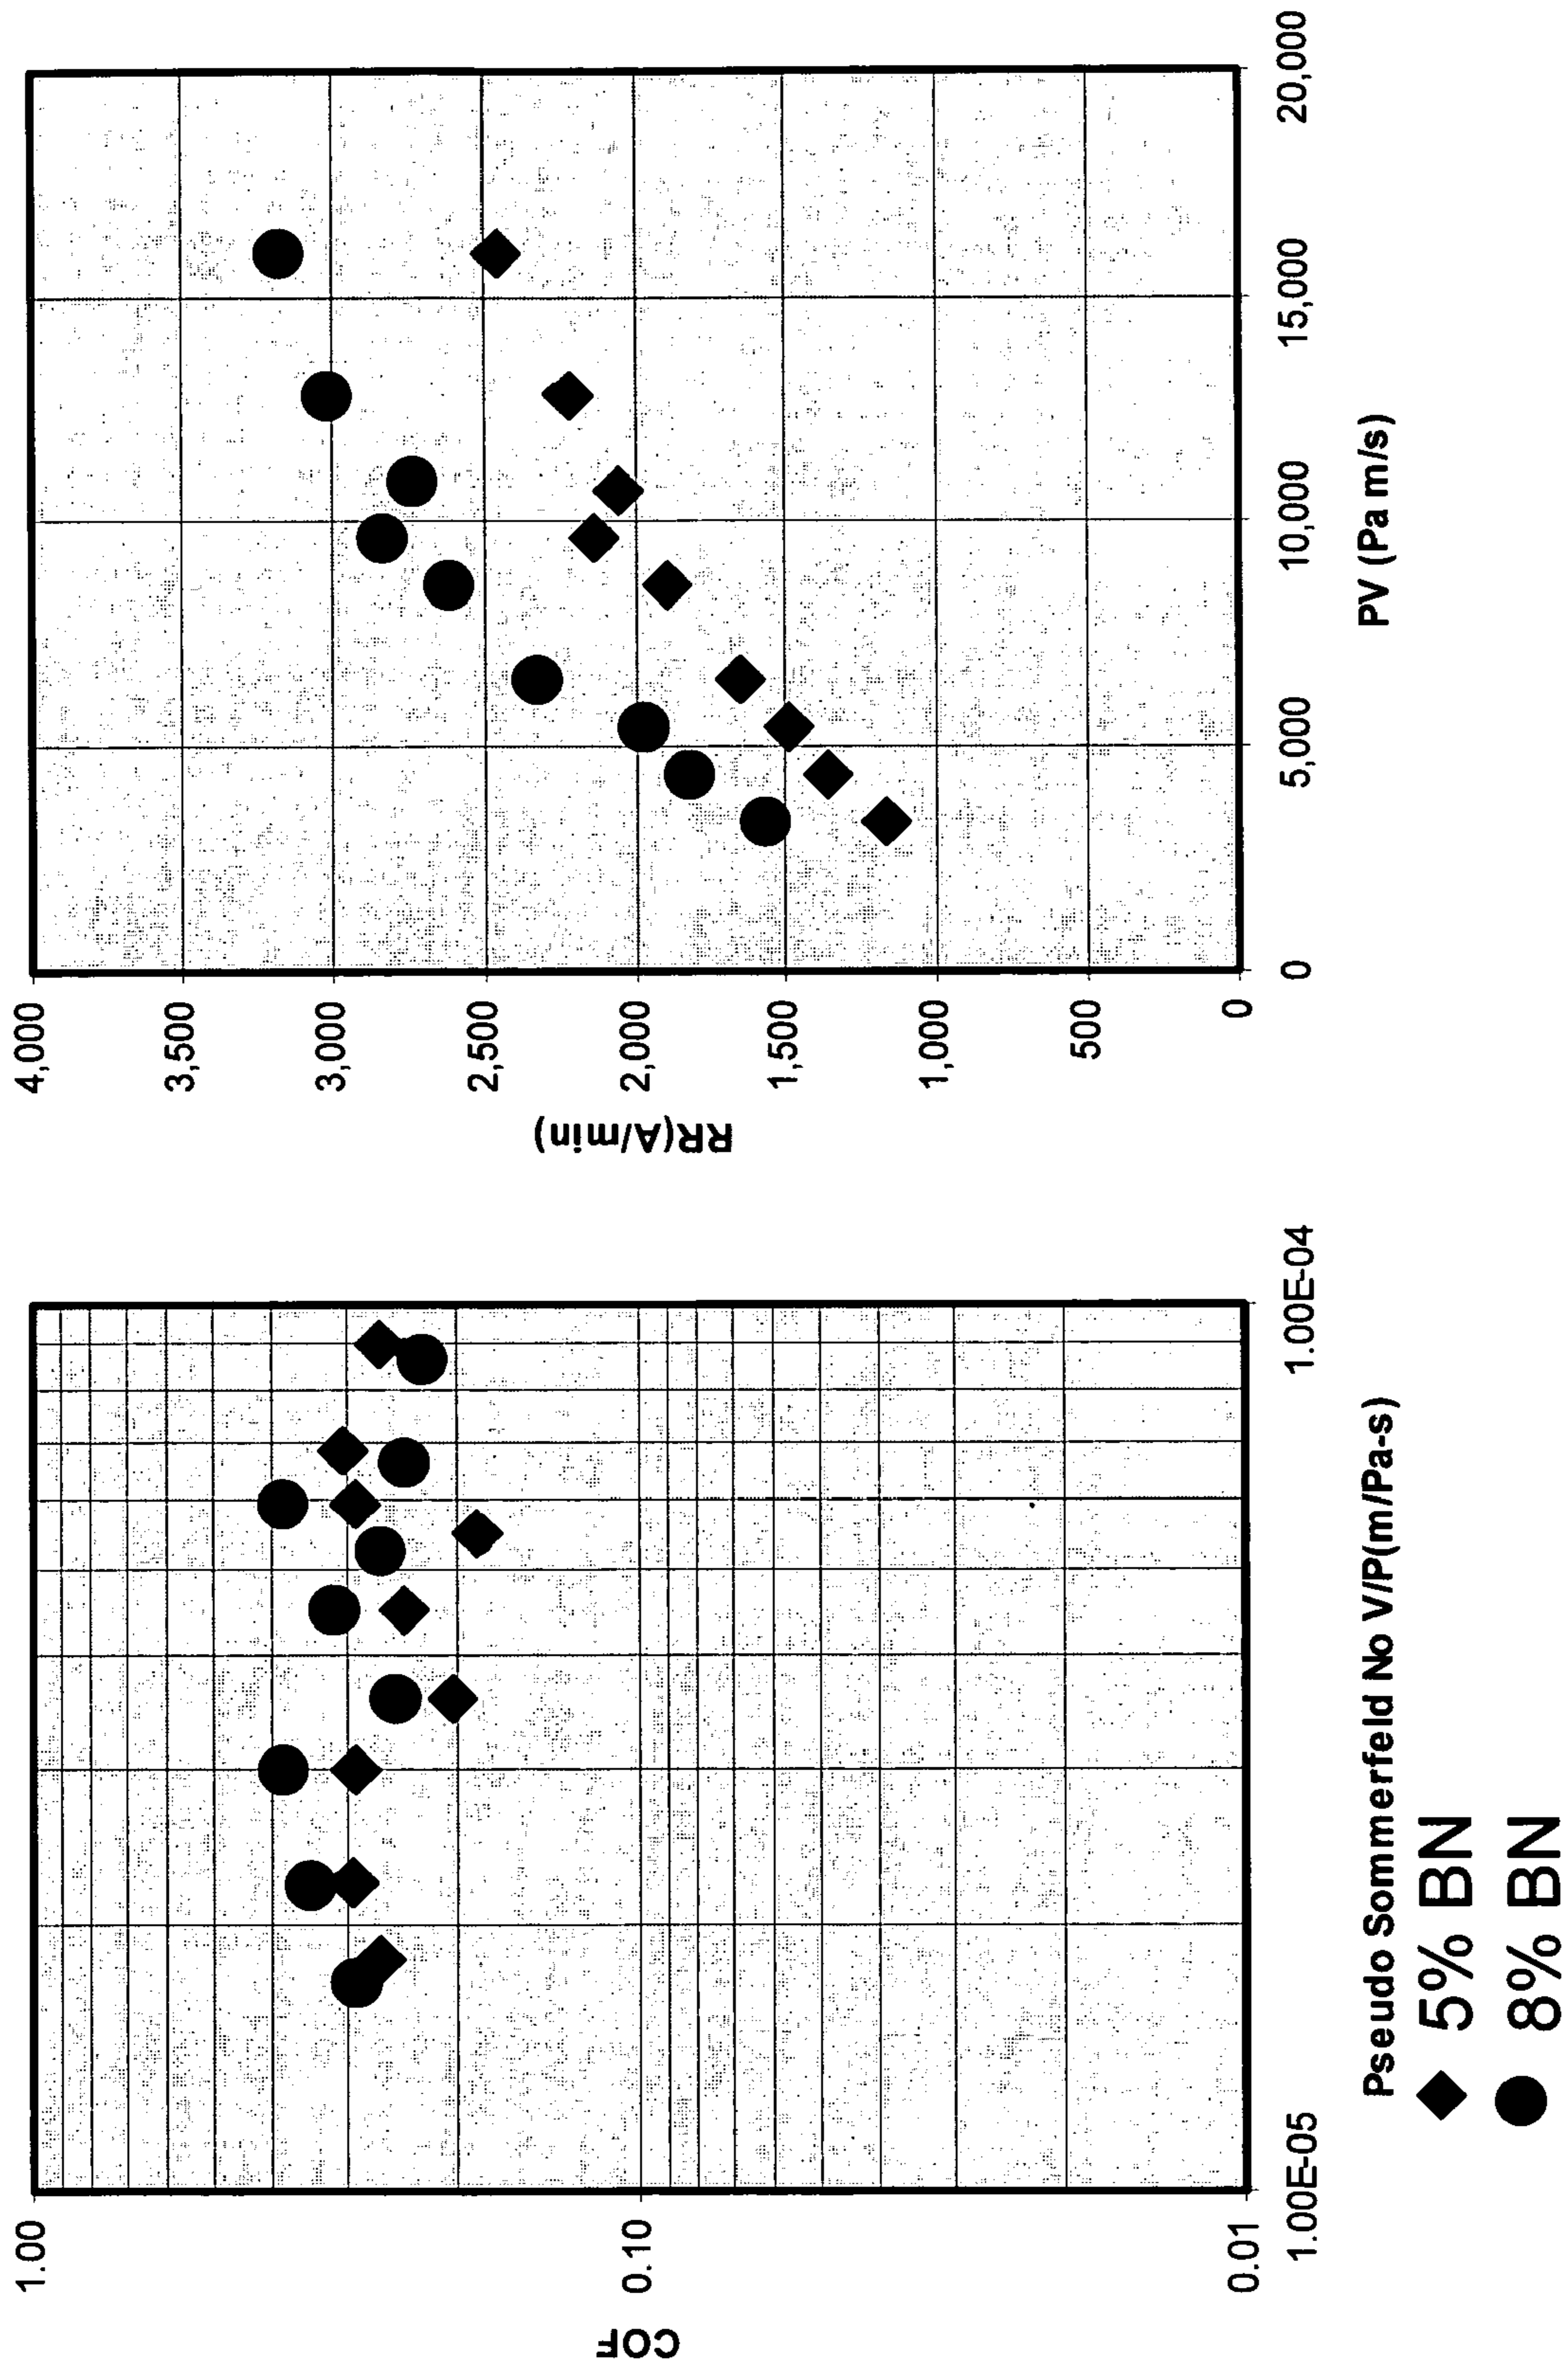 1.00
0.10
0.01
COF
1.00E-05
1.00E-04
Pseudo Sommerfeld No V/P(m/Pa-s)
4,000
3,500
3,000
2,500
2,000
1,500
1,000
500
0
RR(A/min)
0
5,000
10,000
15,000
20,000
PV (Pa m/s)
5% BN
8% BN